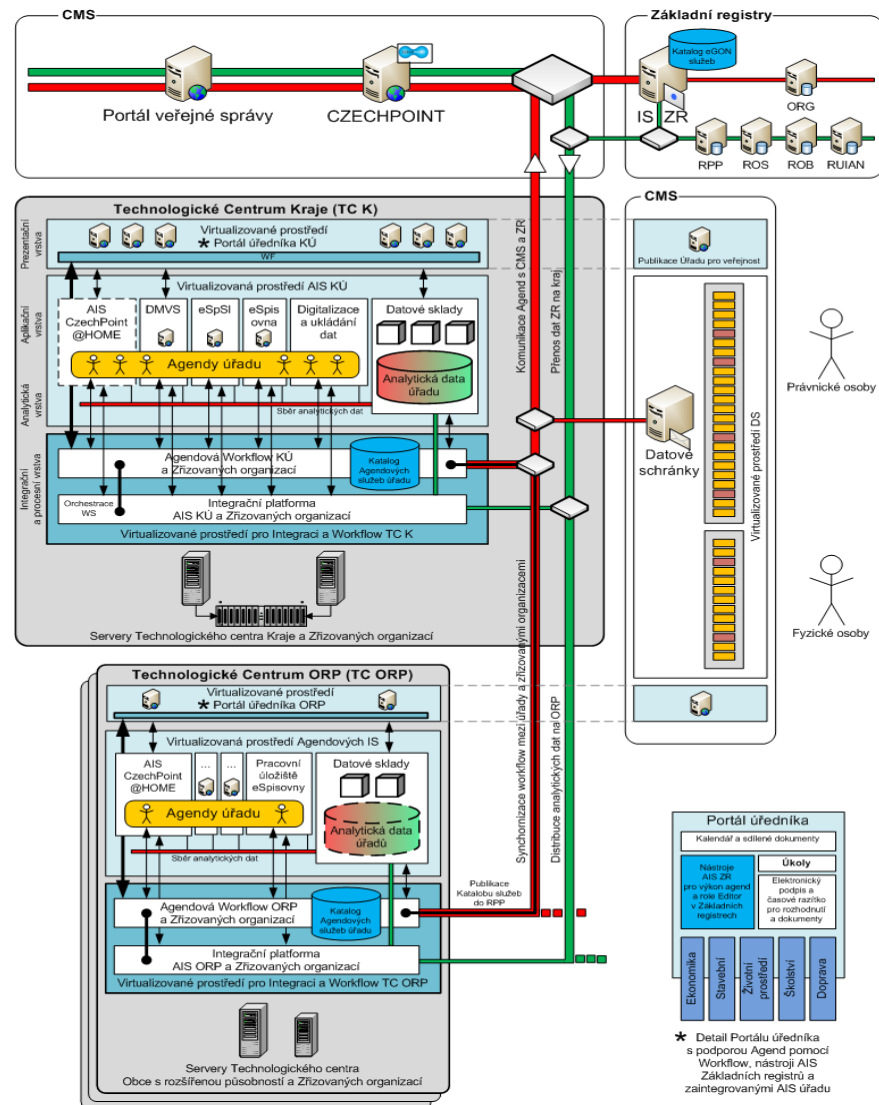 CMS
Portál veřejné správy
CZECHPOINT
Základní registry
Katalog eGON
služeb
IS ZR
ORG
RPP
ROS
ROB
RUIAN
Technologické Centrum Kraje (TC K)
Prezentační
vrstva
Virtualizované prostředí
* Portál úředníka KÚ
WF
Aplikační
vrstva
Virtualizovaná prostředí AIS KÚ
AIS
CzechPoint
@HOME
DMVS
eSpSl
eSpis
ovna
Digitalizace
a ukládání
dat
Datové sklady
Agendy úřadu
Analytická data
úřadu
Analytická
vrstva
Sběr analytických dat
Integrační
a procesní vrstva
Agendová Workflow KÚ
a Zřizovaných organizací
Katalog
Agendových
služeb úřadu
Orchestrace
WS
Integrační platforma
AIS KÚ a Zřizovaných organizací
Virtualizované prostředí pro Integraci a Workflow TC K
Servery Technologického centra Kraje a Zřizovaných organizací
Komunikace Agend s CMS a ZR
Přenos dat ZR na kraj
Synchornizace workflow mezi úřady a zřizovanými organizacemi
Distribuce analytických dat na ORP
CMS
Publikace Úřadu pro veřejnost
Datové
schránky
Virtualizované prostředí DS
Právnické osoby
Fyzické osoby
Technologické Centrum ORP (TC ORP)
Virtualizované prostředí
* Portál úředníka ORP
Virtualizovaná prostředí Agendových IS
AIS
CzechPoint
@HOME
...
...
Pracovní
úložiště
eSpisovny
Datové sklady
Agendy úřadu
Analytická data
úřadů
Sběr analytických dat
Agendová Workflow ORP
a Zřizovaných organizací
Katalog
Agendových
služeb úřadu
Publikace
Katalobu služeb
do RPP
Integrační platforma
AIS ORP a Zřizovaných organizací
Virtualizované prostředí pro Integraci a Workflow TC ORP
Servery Technologického centra
Obce s rozšířenou působností a Zřizovaných organizací
Portál úředníka
Kalendář a sdílené dokumenty
Nástroje
AIS ZR
pro výkon agend
a role Editor
v Základních
registrech
Úkoly
Elektronický
podpis a
časové razítko
pro rozhodnutí
a dokumenty
Ekonomika
Stavební
Životní
prostředí
Školství
Doprava
* Detail Portálu úředníka
s podporou Agend pomocí
Workflow, nástroji AIS
Základních registrů a
zaintegrovanými AIS úřadu